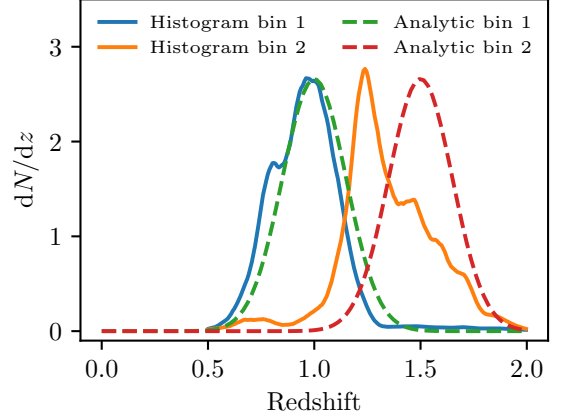 Histogram bin 1 Analytic bin 1
Histogram bin 2 Analytic bin 2
3
2
1
0
dN/dz
0.0 0.5 1.0 1.5 2.0
Redshift